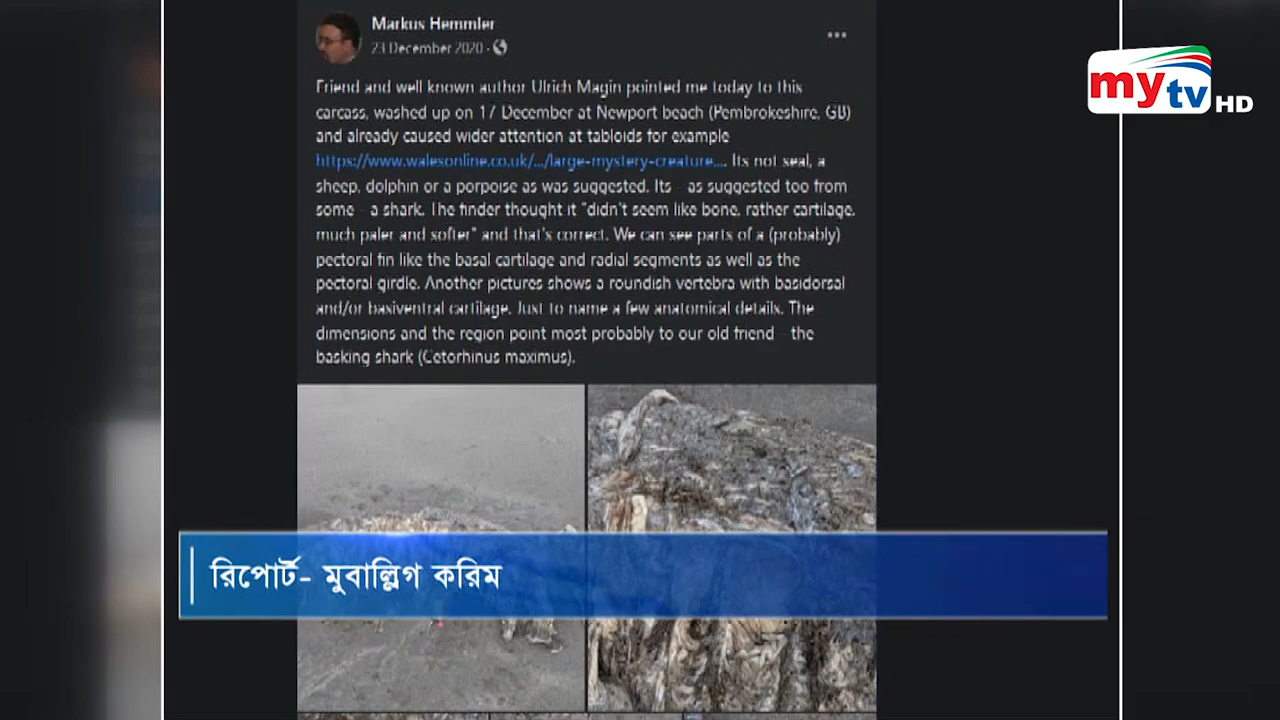 Markus Hemmler
23 December 2020 ·
Friend and well known author Ulrich Magin pointed me today to this
carcass, washed up on 17 December at Newport beach (Pembrokeshire, GB)
and already caused wider attention at tabloids for example
https://www.walesonline.co.uk/.../large-mystery-creature.... Its not seal, a
sheep, dolphin or a porpoise as was suggested. Its - as suggested too from
some - a shark. The finder thought it "didn't seem like bone, rather cartilage,
much paler and softer" and that's correct. We can see parts of a (probably)
pectoral fin like the basal cartilage and radial segments as well as the
pectoral girdle. Another pictures shows a roundish vertebra with basidorsal
and/or basiventral cartilage. Just to name a few anatomical details. The
dimensions and the region point most probably to our old friend - the
basking shark (Cetorhinus maximus).
my tv HD
রিপোর্ট- মুবাল্লিগ করিম